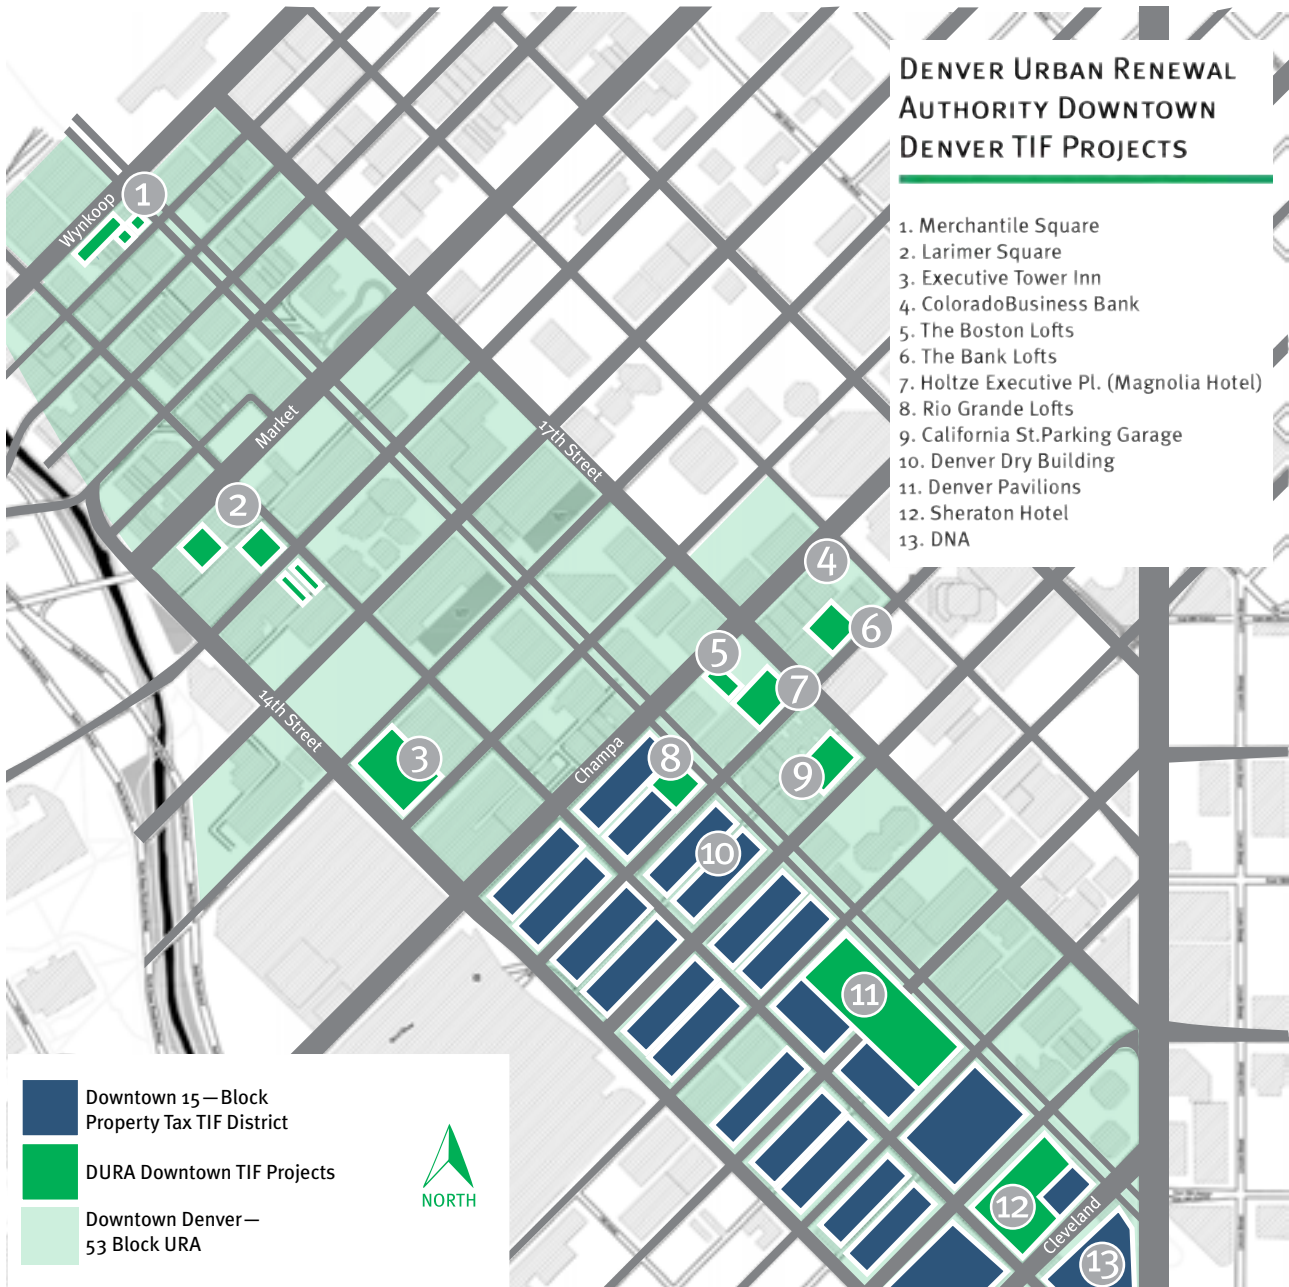 DENVER URBAN RENEWAL
AUTHORITY DOWNTOWN
DENVER TIF PROJECTS
1. Merchantile Square
2. Larimer Square
3. Executive Tower Inn
4. ColoradoBusiness Bank
5. The Boston Lofts
6. The Bank Lofts
7. Holtze Executive Pl. (Magnolia Hotel)
8. Rio Grande Lofts
9. California St.Parking Garage
10. Denver Dry Building
11. Denver Pavilions
12. Sheraton Hotel
13. DNA
1
Wynkoop
Market
17th Street
2
4
6
5
7
14th Street
3
Champa
8
9
10
11
12
Cleveland
13
Downtown 15—Block
Property Tax TIF District
DURA Downtown TIF Projects
Downtown Denver—
53 Block URA
NORTH